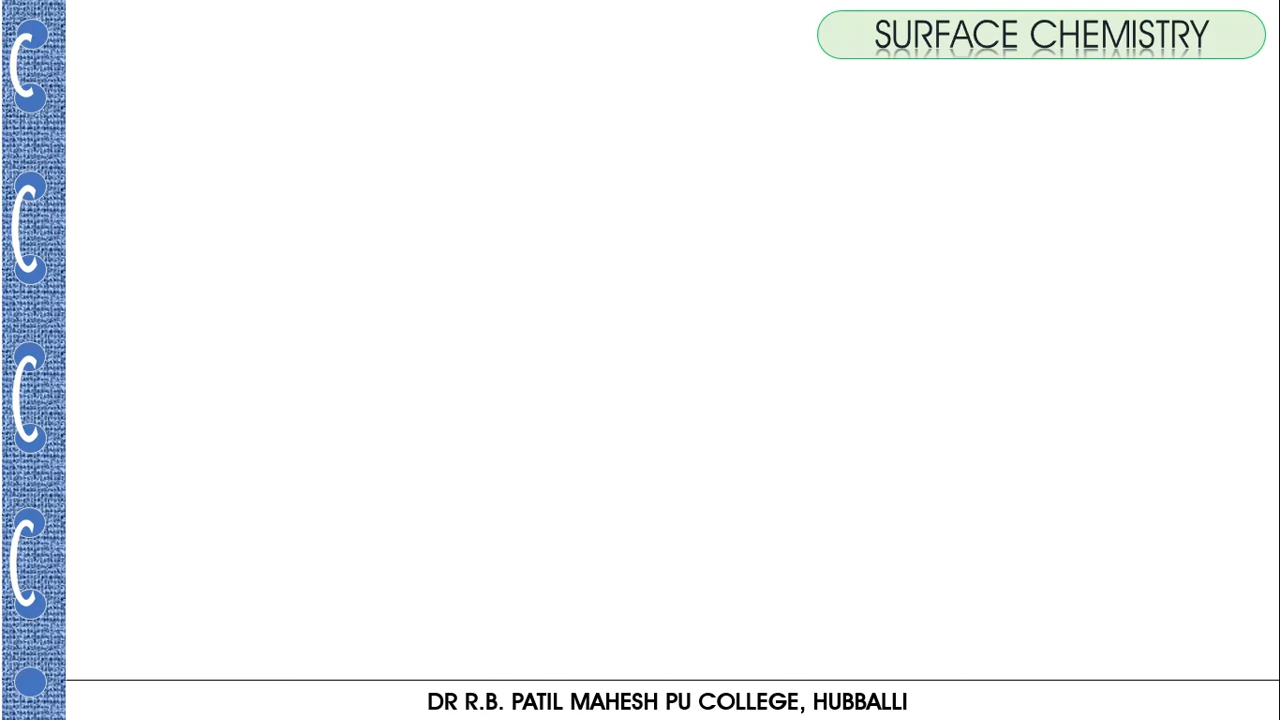 SURFACE CHEMISTRY
DR R.B. PATIL MAHESH PU COLLEGE, HUBBALLI